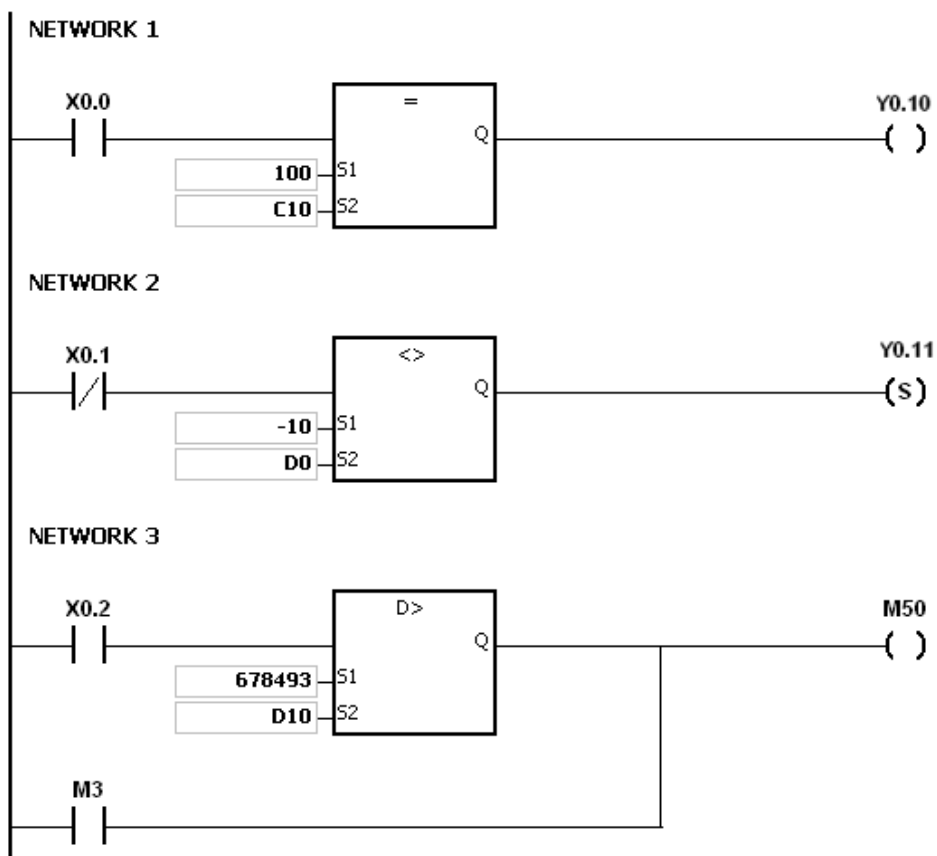 NETWORK 1
X0.0
=
Y0.10
Q
100 S1
C10 S2
NETWORK 2
X0.1
<>
Y0.11
Q
(S)
-10 S1
D0 S2
NETWORK 3
X0.2
D>
M50
Q
678493 S1
D10 S2
M3